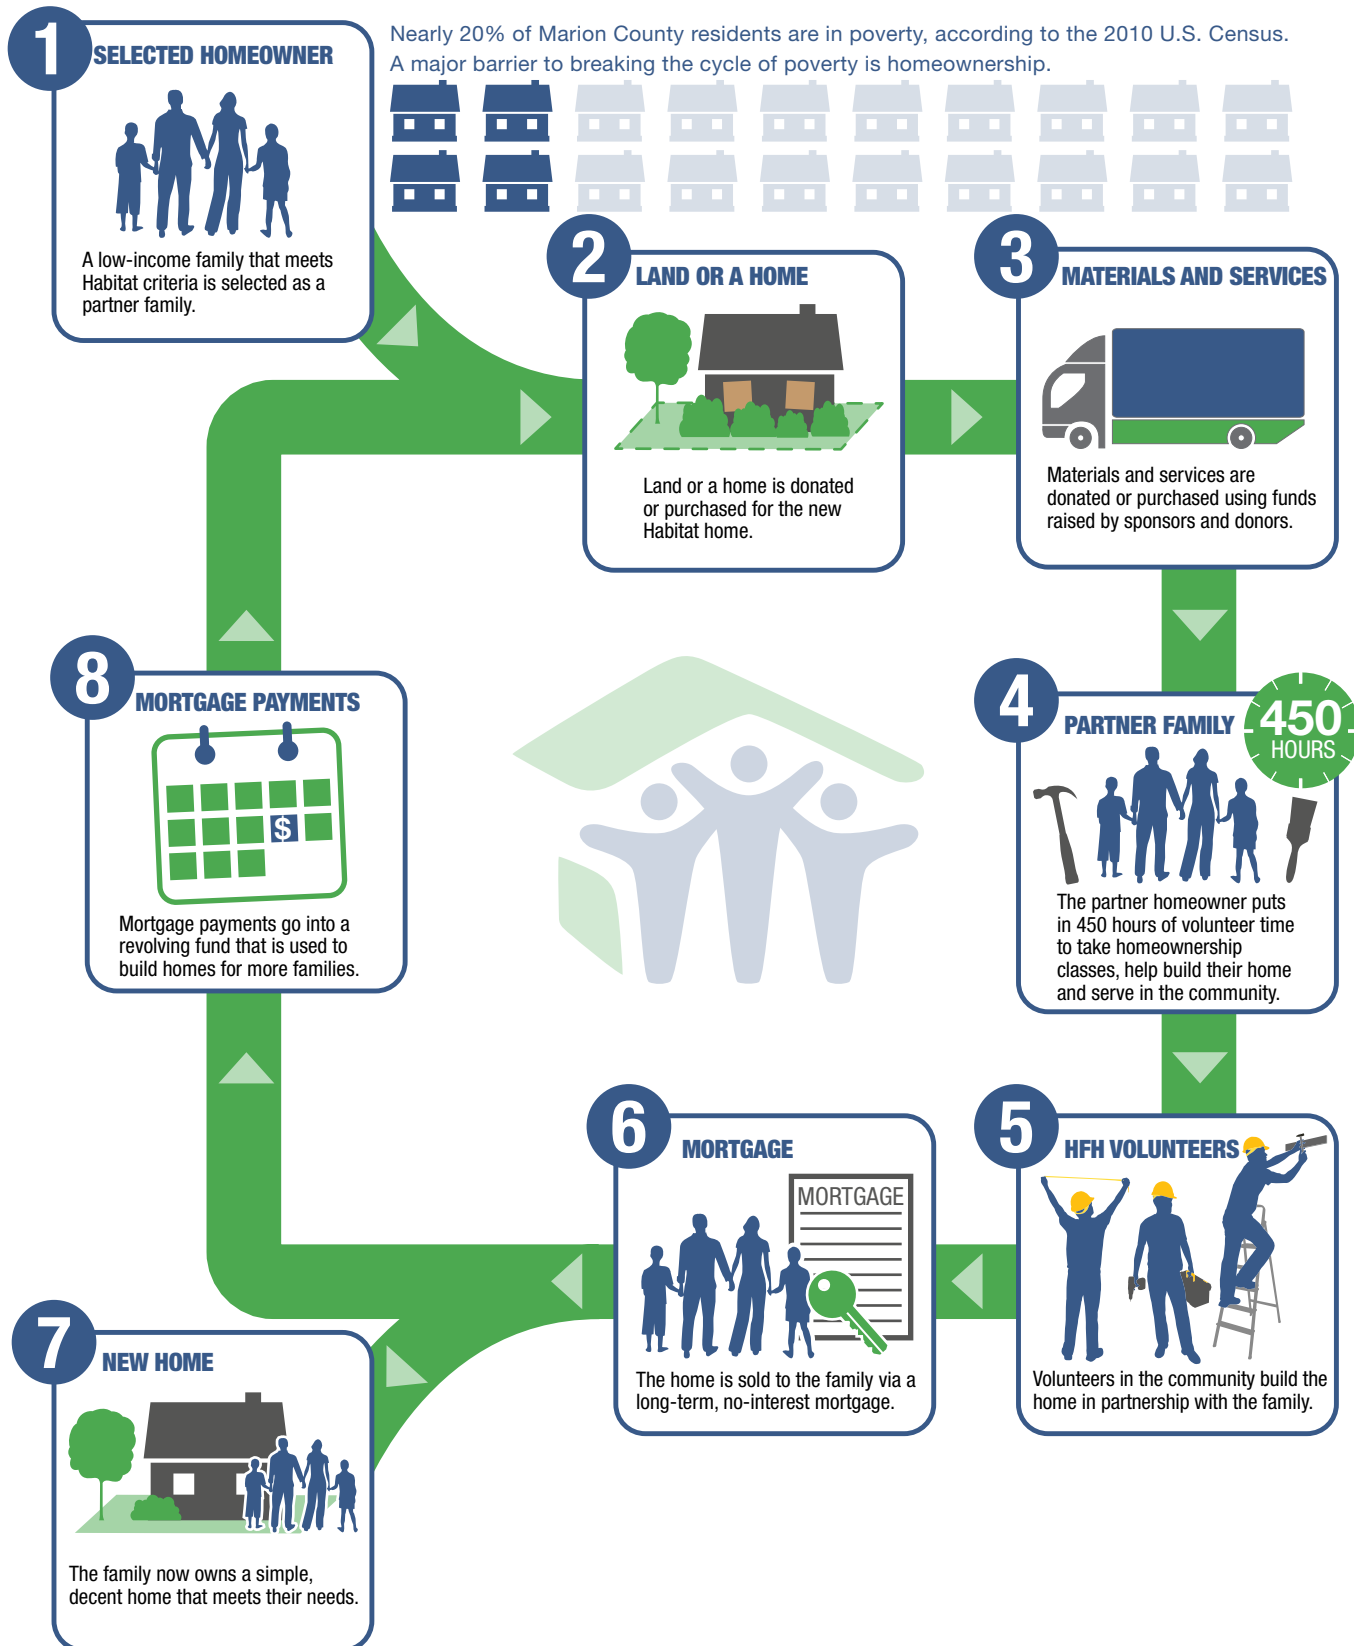 1
SELECTED HOMEOWNER
A low-income family that meets
Habitat criteria is selected as a
partner family.
Nearly 20% of Marion County residents are in poverty, according to the 2010 U.S. Census.
A major barrier to breaking the cycle of poverty is homeownership.
2
LAND OR A HOME
Land or a home is donated
or purchased for the new
Habitat home.
3
MATERIALS AND SERVICES
Materials and services are
donated or purchased using funds
raised by sponsors and donors.
4
PARTNER FAMILY
450
HOURS
The partner homeowner puts
in 450 hours of volunteer time
to take homeownership
classes, help build their home
and serve in the community.
5
HFH VOLUNTEERS
Volunteers in the community build the
home in partnership with the family.
6
MORTGAGE
MORTGAGE
The home is sold to the family via a
long-term, no-interest mortgage.
7
NEW HOME
The family now owns a simple,
decent home that meets their needs.
8
MORTGAGE PAYMENTS
$
Mortgage payments go into a
revolving fund that is used to
build homes for more families.